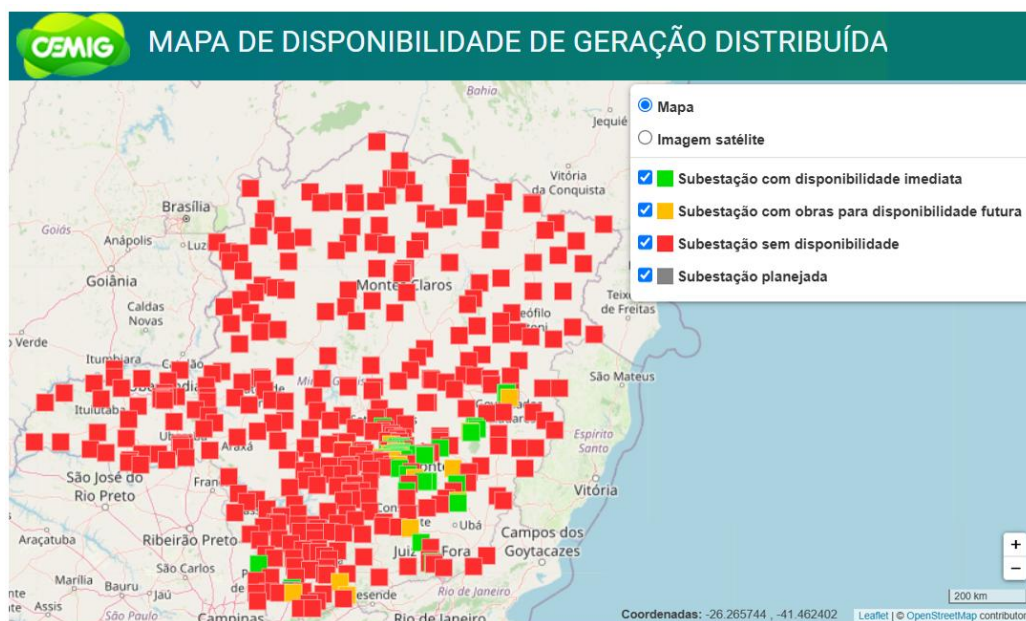 CEMIG
MAPA DE DISPONIBILIDADE DE GERAÇÃO DISTRIBUÍDA
Mapa
Imagem satélite
Subestação com disponibilidade imediata
Subestação com obras para disponibilidade futura
Subestação sem disponibilidade
Subestação planejada
Bahia
Jequié
Vitória
da Conquista
Brasília
Goiás
Anápolis
Goiânia
Montes Claros
de Freitas
Caldas
Novas
o Verde
Itumbiara
São Mateus
Ituiutaba
Araxá
Espírito
Santo
São José do
Rio Preto
Vitória
Ubá
Campos dos
Goytacazes
Araçatuba
Ribeirão Preto
Juiz
Fora
São Carlos
Marília
Bauru
Jaú
Rio de Janeiro
Assis
São Paulo
Campinas
Rio de Janeiro
+
−
200 km
Coordenadas: -26.265744 , -41.462402
Leaflet | © OpenStreetMap contributor